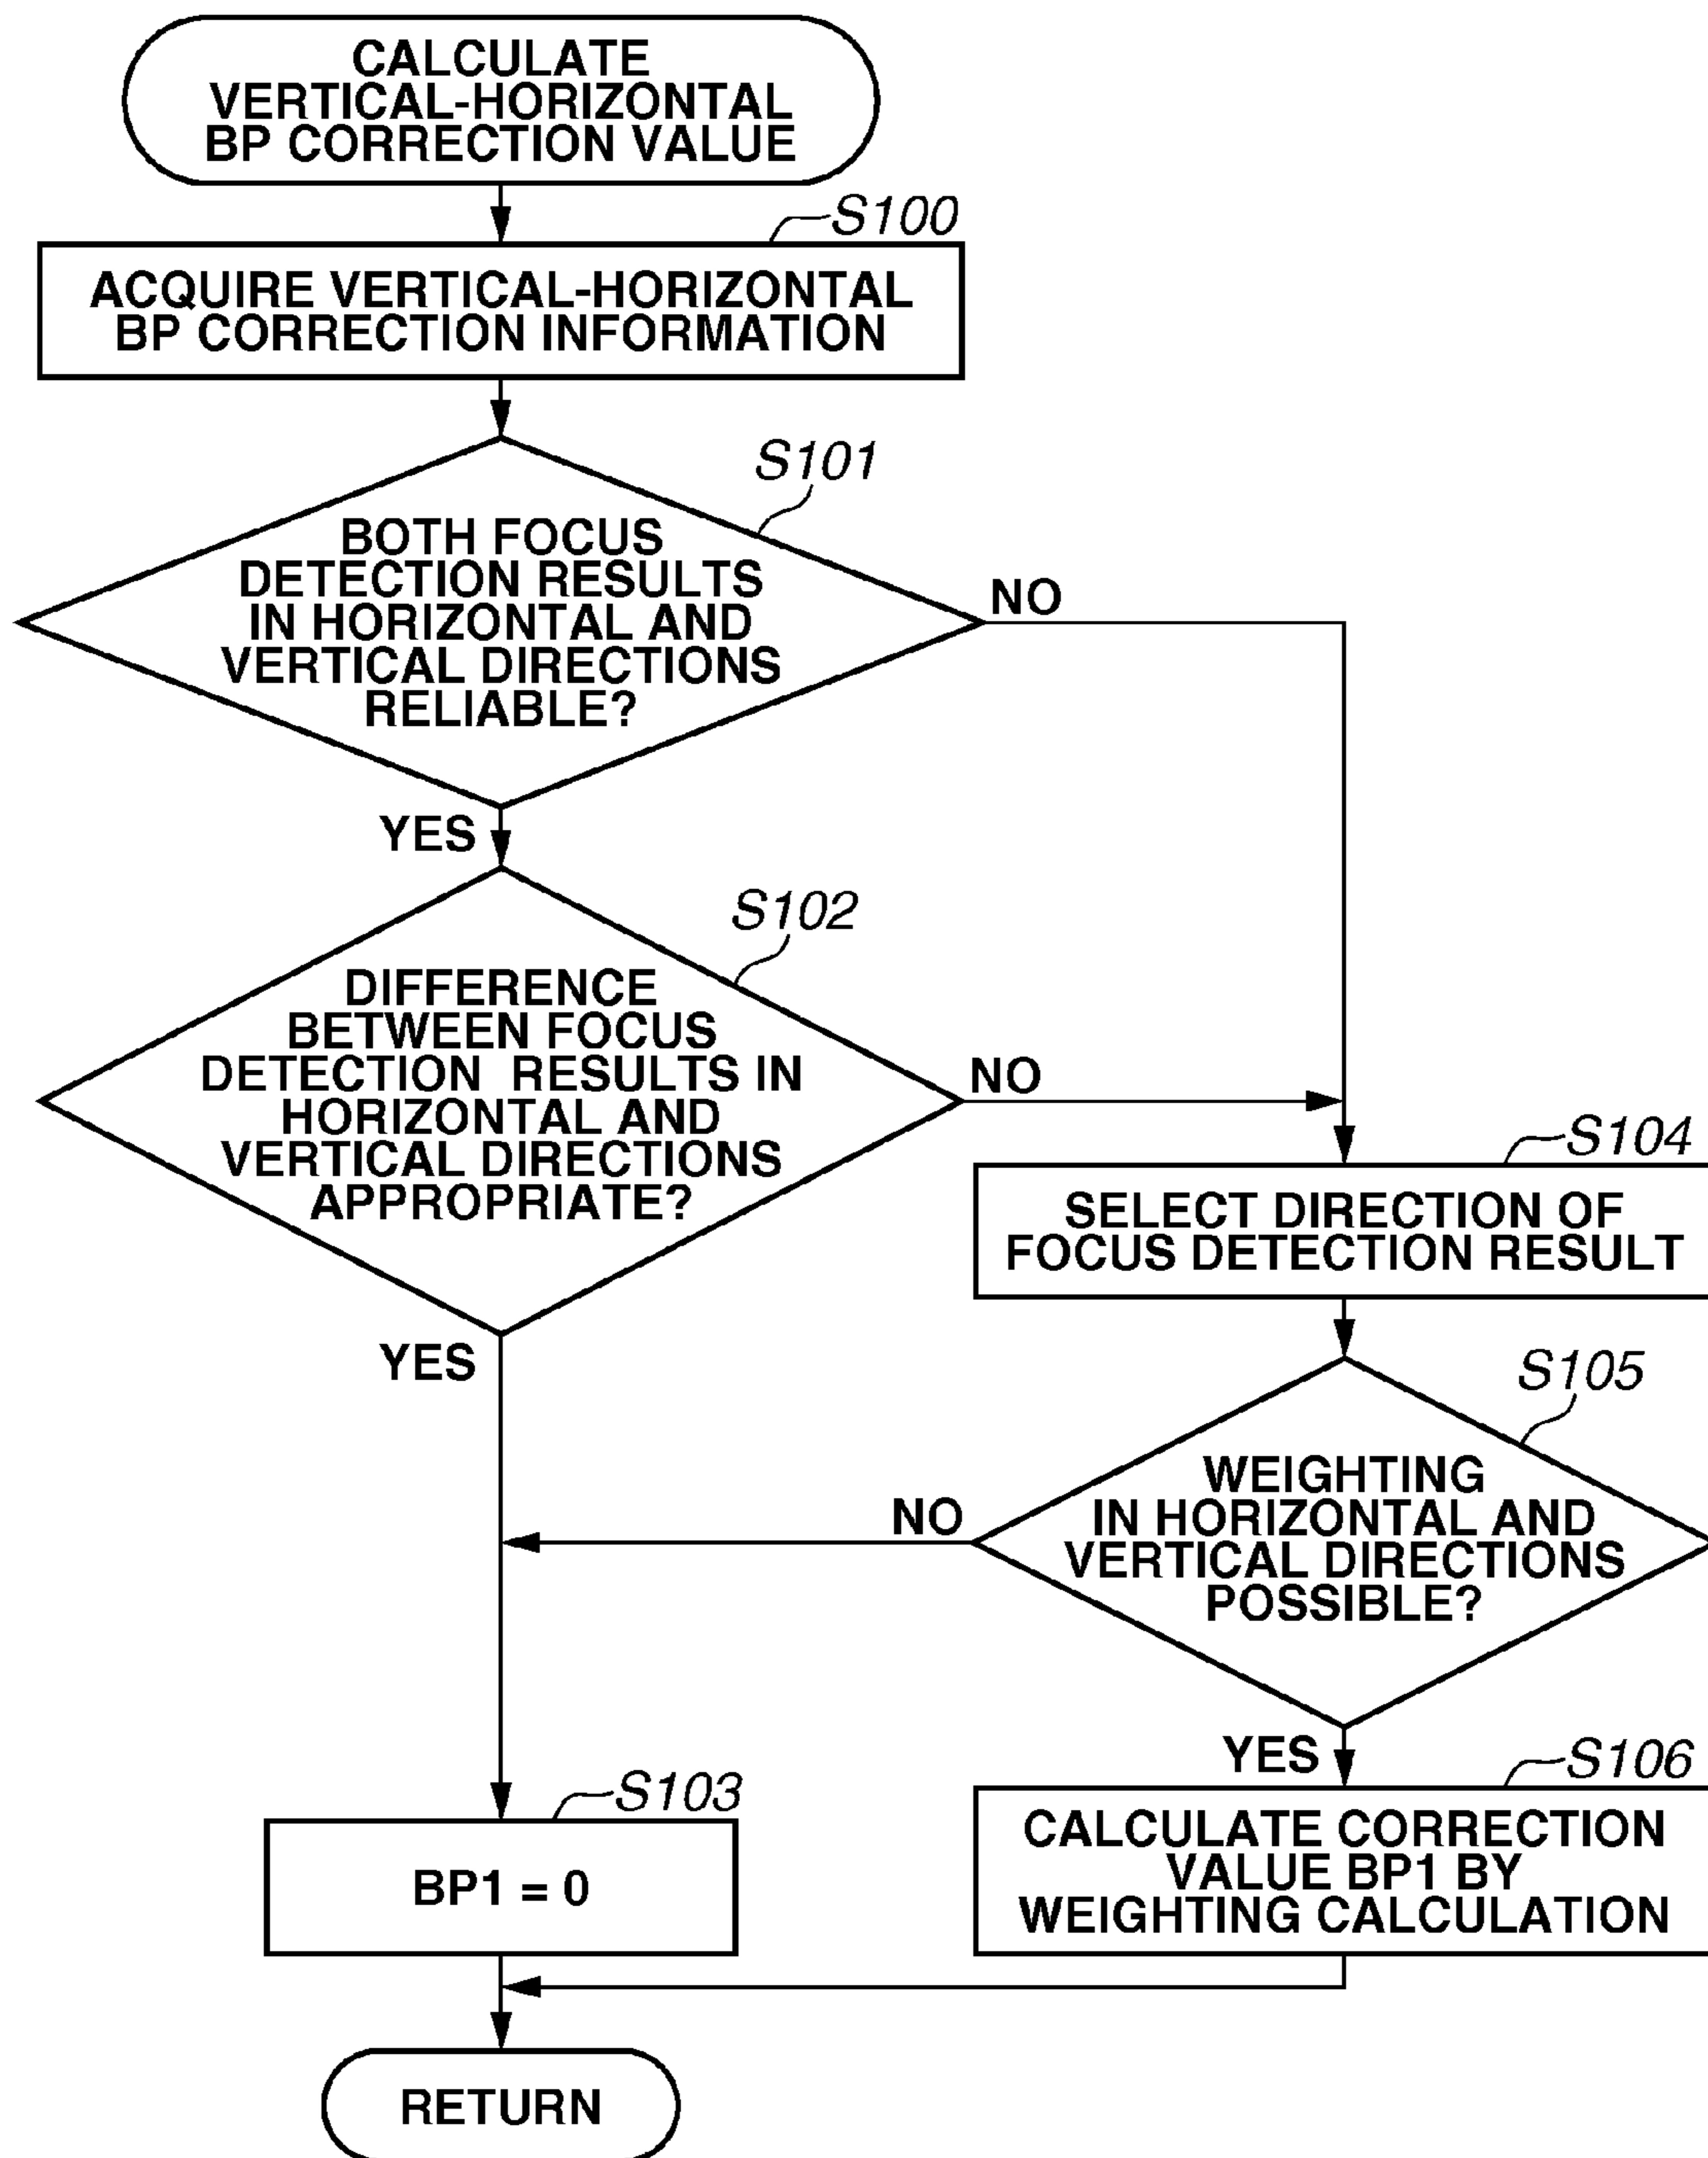 CALCULATE
VERTICAL-HORIZONTAL
BP CORRECTION VALUE
S100
ACQUIRE VERTICAL-HORIZONTAL
BP CORRECTION INFORMATION
S101
BOTH FOCUS
DETECTION RESULTS
IN HORIZONTAL AND
VERTICAL DIRECTIONS
RELIABLE?
NO
YES
S102
DIFFERENCE
BETWEEN FOCUS
DETECTION RESULTS IN
HORIZONTAL AND
VERTICAL DIRECTIONS
APPROPRIATE?
NO
YES
S104
SELECT DIRECTION OF
FOCUS DETECTION RESULT
S105
WEIGHTING
IN HORIZONTAL AND
VERTICAL DIRECTIONS
POSSIBLE?
NO
YES
S103
BP1 = 0
S106
CALCULATE CORRECTION
VALUE BP1 BY
WEIGHTING CALCULATION
RETURN